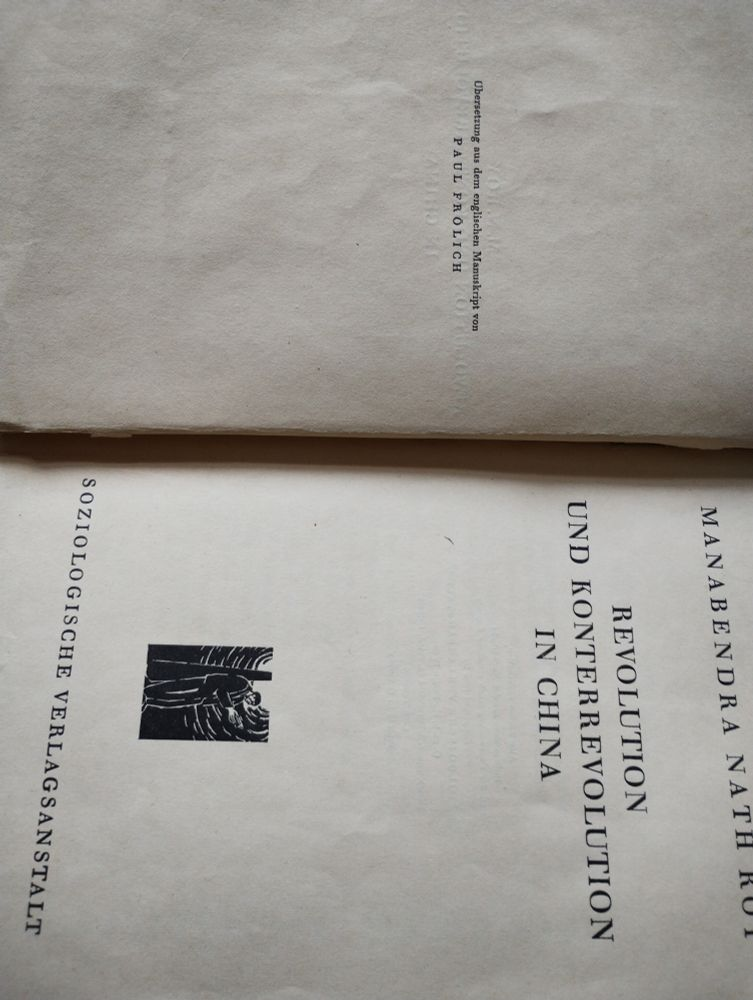 Übersetzung aus dem englischen Manuskript von
PAUL FRÖLICH
MANABENDRA NATH ROY
REVOLUTION
UND KONTERREVOLUTION
IN CHINA
SOZIOLOGISCHE VERLAGSANSTALT